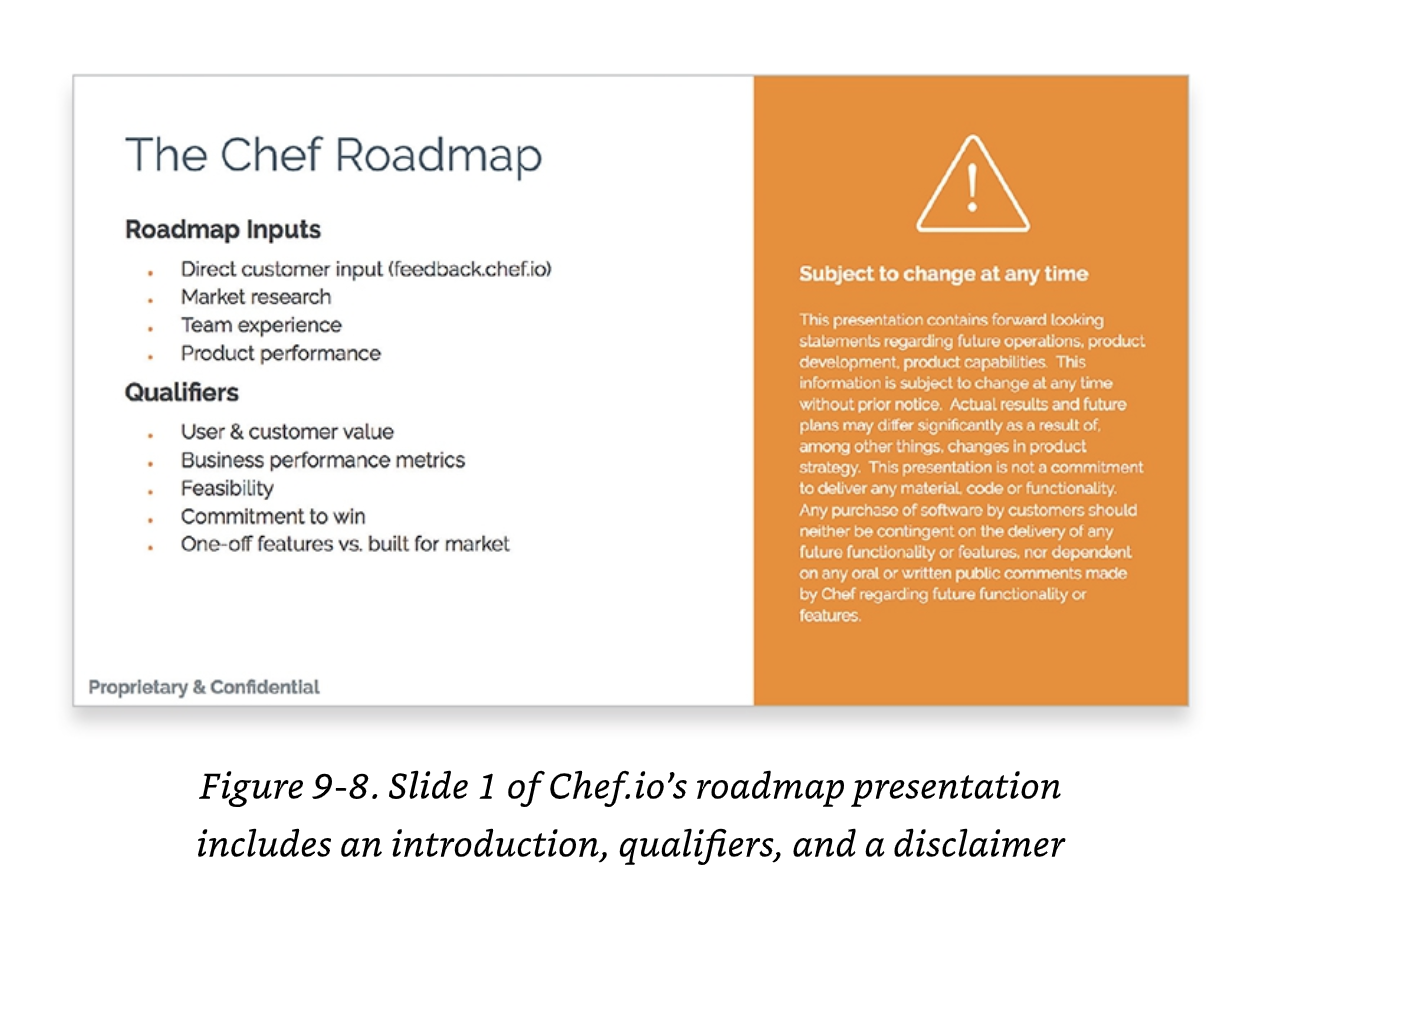 The Chef Roadmap
Roadmap Inputs
Direct customer input (feedback.chef.io)
Market research
Team experience
Product performance
Qualifiers
User & customer value
Business performance metrics
Feasibility
Commitment to win
One-off features vs. built for market
Proprietary & Confidential
!
Subject to change at any time
This presentation contains forward looking
statements regarding future operations, product
development, product capabilities. This
information is subject to change at any time
without prior notice. Actual results and future
plans may differ significantly as a result of,
among other things, changes in product
strategy. This presentation is not a commitment
to deliver any material, code or functionality.
Any purchase of software by customers should
neither be contingent on the delivery of any
future functionality or features, nor dependent
on any oral or written public comments made
by Chef regarding future functionality or
features.
Figure 9-8. Slide 1 of Chef.io’s roadmap presentation
includes an introduction, qualifiers, and a disclaimer